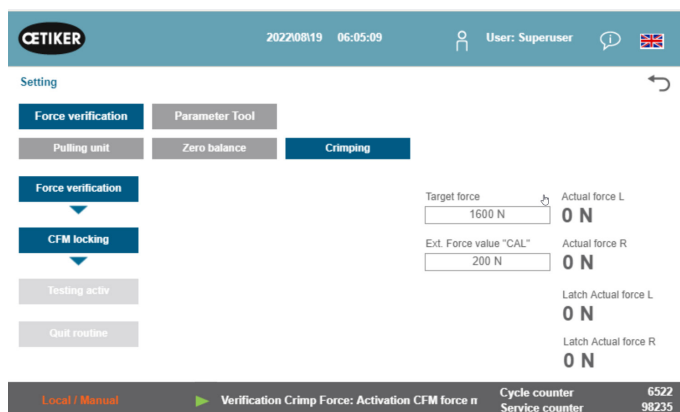 ŒTIKER 2022\08\19 06:05:09 User: Superuser
Setting
Force verification Parameter Tool
Pulling unit Zero balance Crimping
Force verification
CFM locking
Testing activ
Quit routine
Target force Actual force L
1600 N 0 N
Ext. Force value "CAL" Actual force R
200 N 0 N
Latch Actual force L
0 N
Latch Actual force R
0 N
Local / Manual Verification Crimp Force: Activation CFM force n
Cycle counter 6522
Service counter 98235